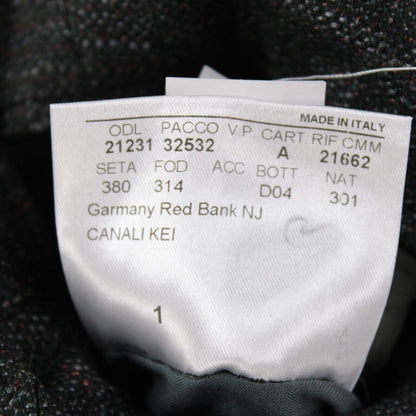 MADE IN ITALY
ODL PACCO V.P CART. RIF. CMM
21231 32532 A 21662
SETA FOD ACC BOTT NAT
380 314 D04 301
Garmany Red Bank NJ
CANALI KEI
1